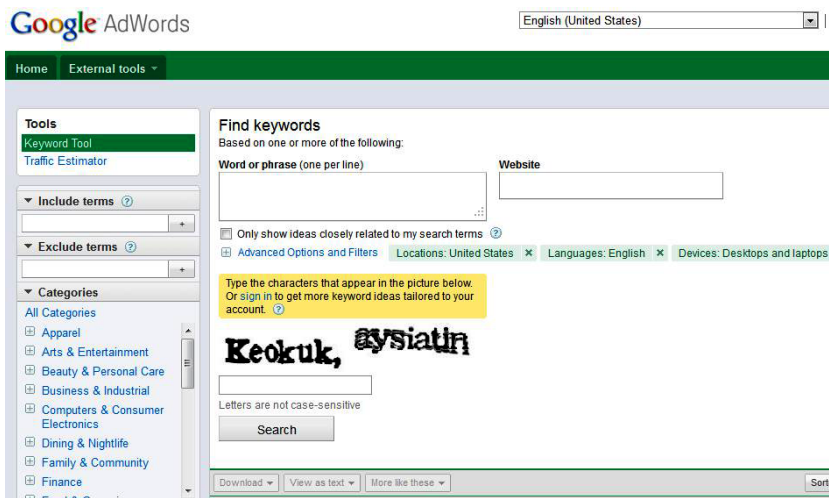 Google AdWords
English (United States)
Home External tools
Tools
Keyword Tool
Traffic Estimator
Include terms
+
Exclude terms
+
Categories
All Categories
Apparel
Arts & Entertainment
Beauty & Personal Care
Business & Industrial
Computers & Consumer
Electronics
Dining & Nightlife
Family & Community
Finance
Find keywords
Based on one or more of the following:
Word or phrase (one per line) Website
Only show ideas closely related to my search terms
Advanced Options and Filters Locations: United States × Languages: English × Devices: Desktops and laptops
Type the characters that appear in the picture below.
Or sign in to get more keyword ideas tailored to your
account.
Keokuk, aysiatin
Letters are not case-sensitive
Search
Download View as text More like these Sort